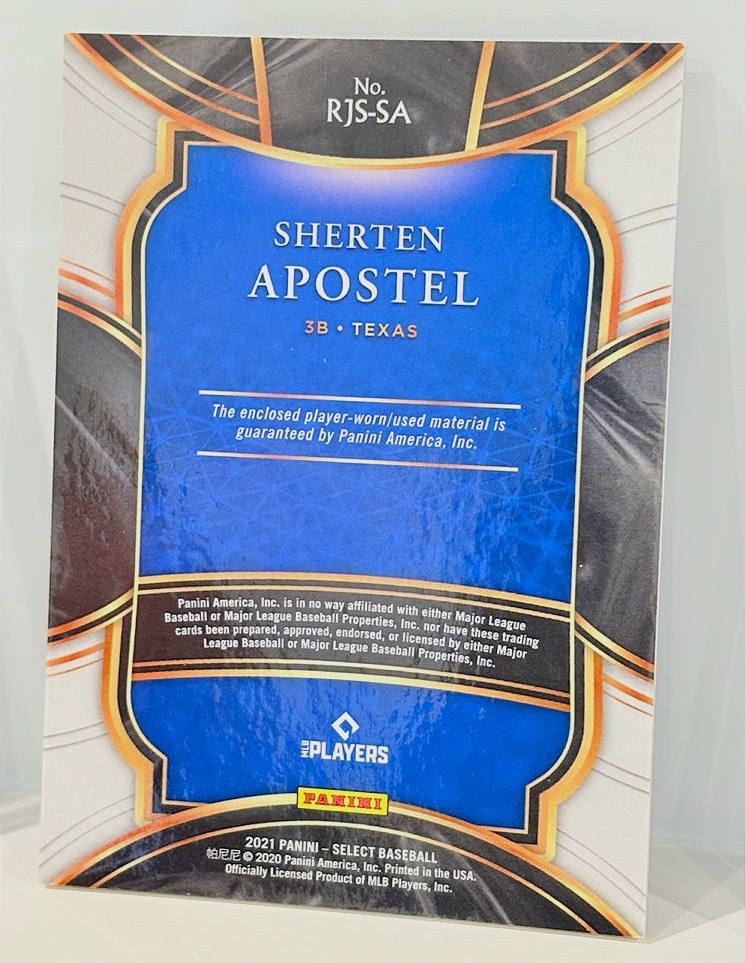 No.
RJS-SA
SHERTEN
APOSTEL
3B • TEXAS
The enclosed player-worn/used material is
guaranteed by Panini America, Inc.
Panini America, Inc. is in no way affiliated with either Major League
Baseball or Major League Baseball Properties, Inc. nor have these trading
cards been prepared, approved, endorsed, or licensed by either Major
League Baseball or Major League Baseball Properties, Inc.
MLB PLAYERS
PANINI
2021 PANINI – SELECT BASEBALL
帕尼尼 © 2020 Panini America, Inc. Printed in the USA.
Officially Licensed Product of MLB Players, Inc.